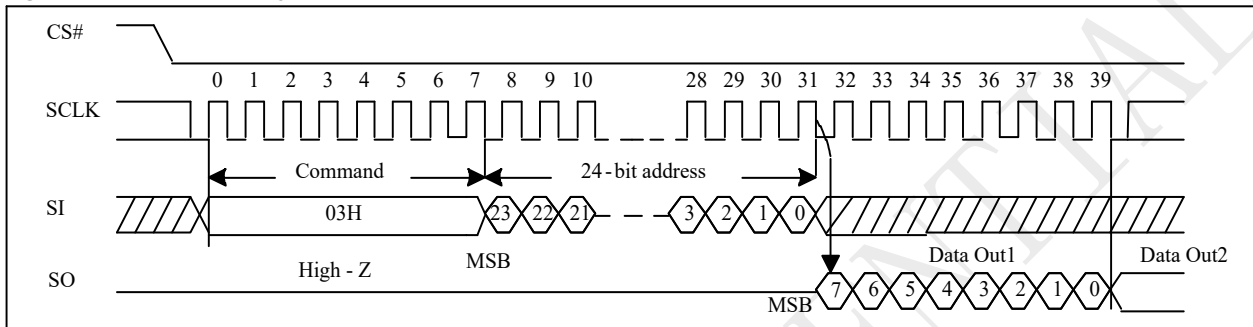 CS#
0 1 2 3 4 5 6 7 8 9 10 28 29 30 31 32 33 34 35 36 37 38 39
SCLK
Command 24-bit address
SI 03H 23 22 21 3 2 1 0
High - Z MSB Data Out1 Data Out2
SO MSB 7 6 5 4 3 2 1 0